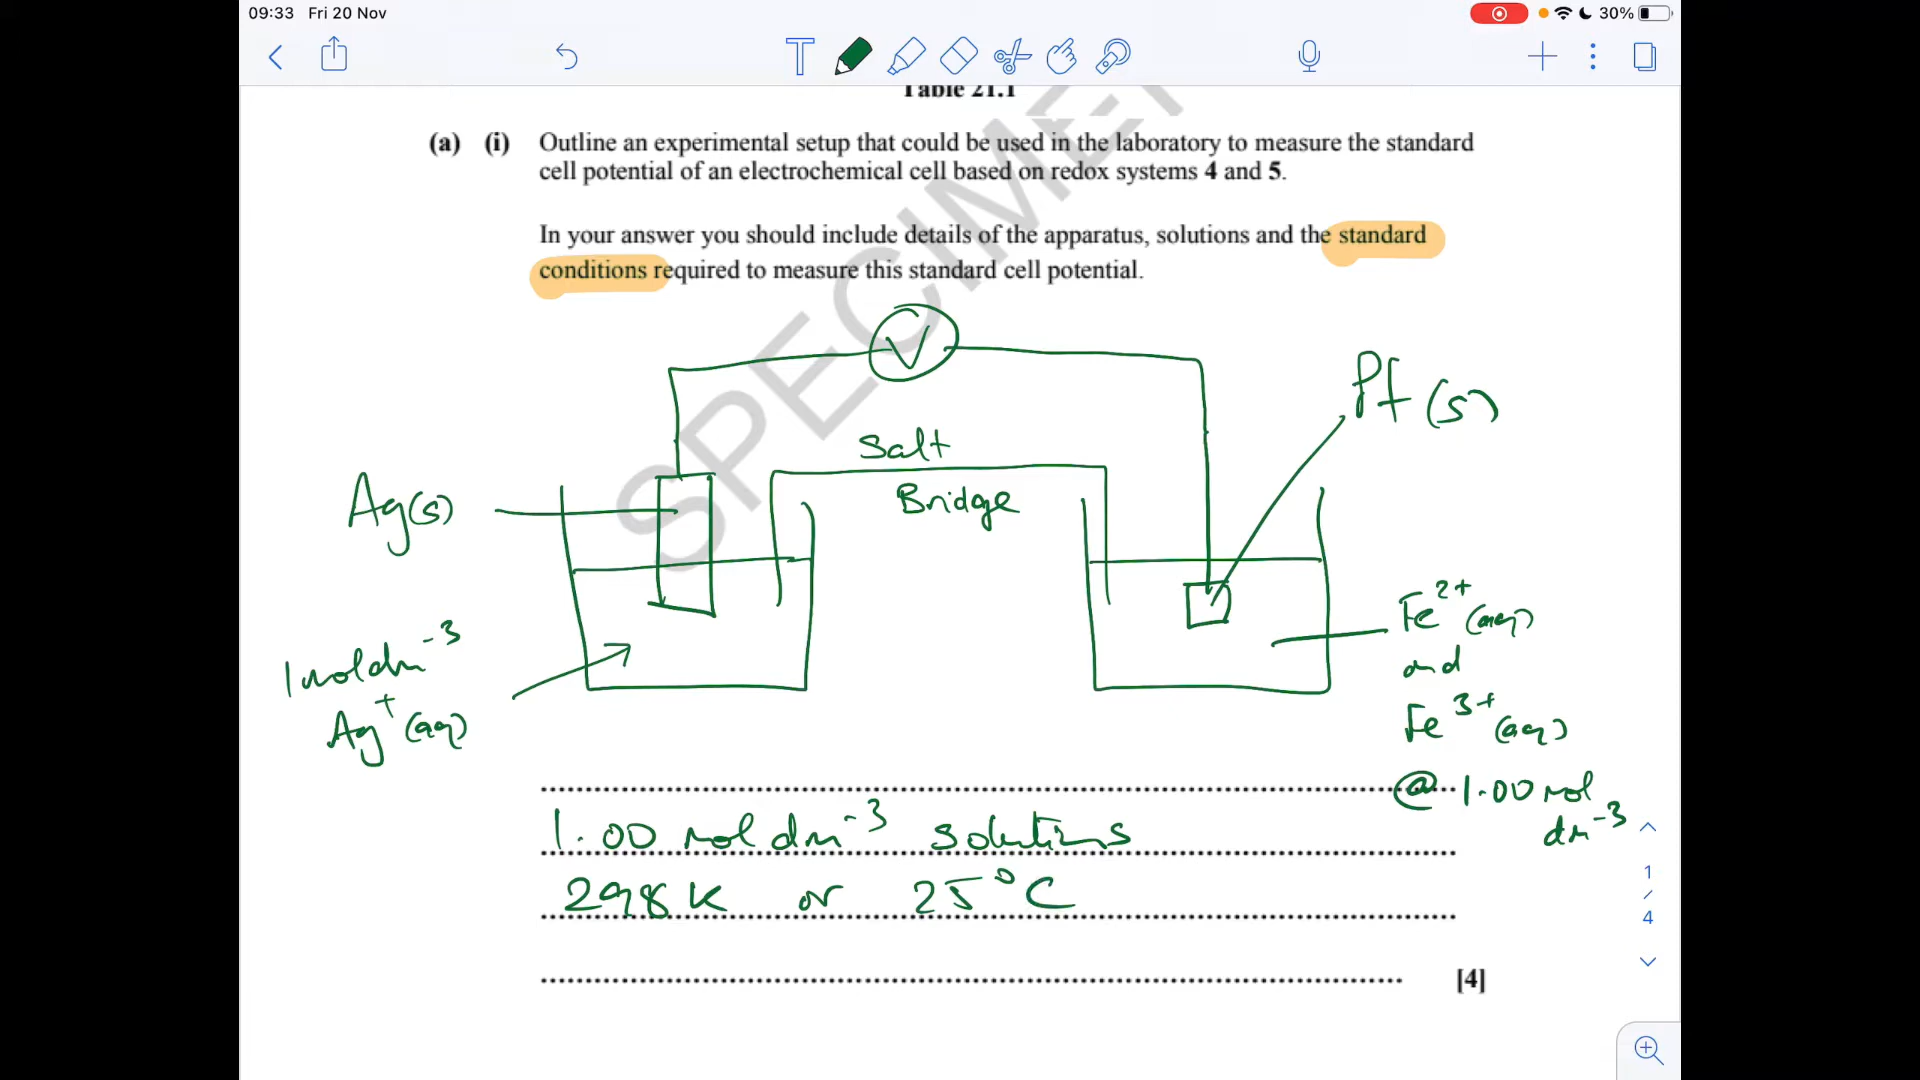 09:33 Fri 20 Nov
30%
Table 21.1
(a) (i) Outline an experimental setup that could be used in the laboratory to measure the standard
cell potential of an electrochemical cell based on redox systems 4 and 5.
In your answer you should include details of the apparatus, solutions and the standard
conditions required to measure this standard cell potential.
SPECIMEN
V
Pt (s)
Salt
Bridge
Ag(s)
1 mol dm⁻³
Ag⁺ (aq)
Fe²⁺ (aq)
and
Fe³⁺ (aq)
@ 1.00 mol
dm⁻³
1.00 mol dm⁻³ solutions
298 K or 25°C
[4]
1
/
4